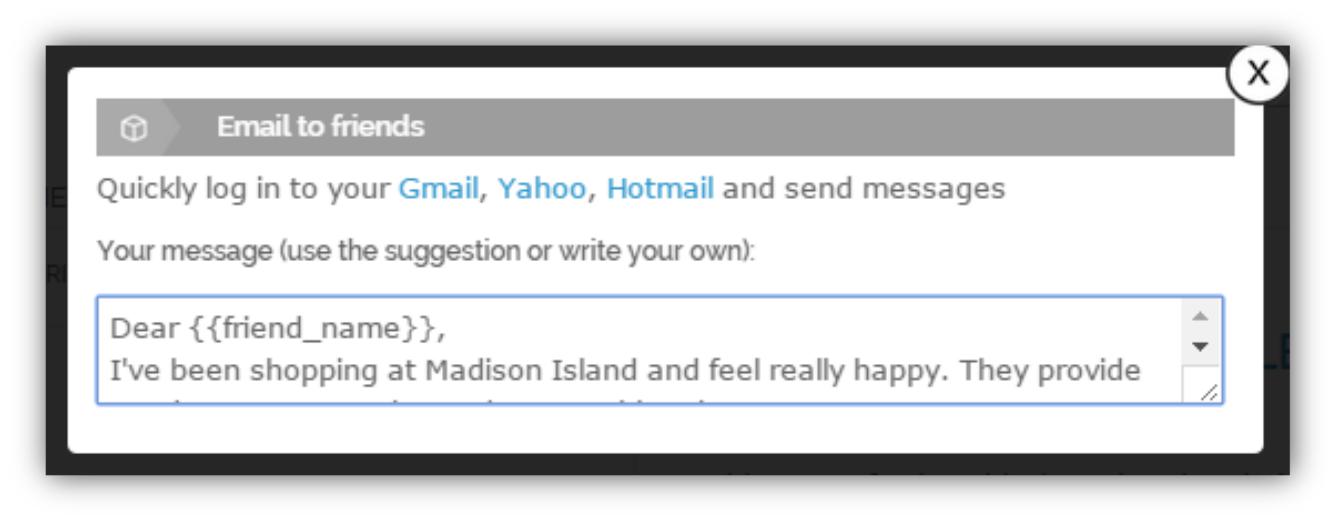 X
Email to friends
Quickly log in to your Gmail, Yahoo, Hotmail and send messages
Your message (use the suggestion or write your own):
Dear {{friend_name}},
I've been shopping at Madison Island and feel really happy. They provide